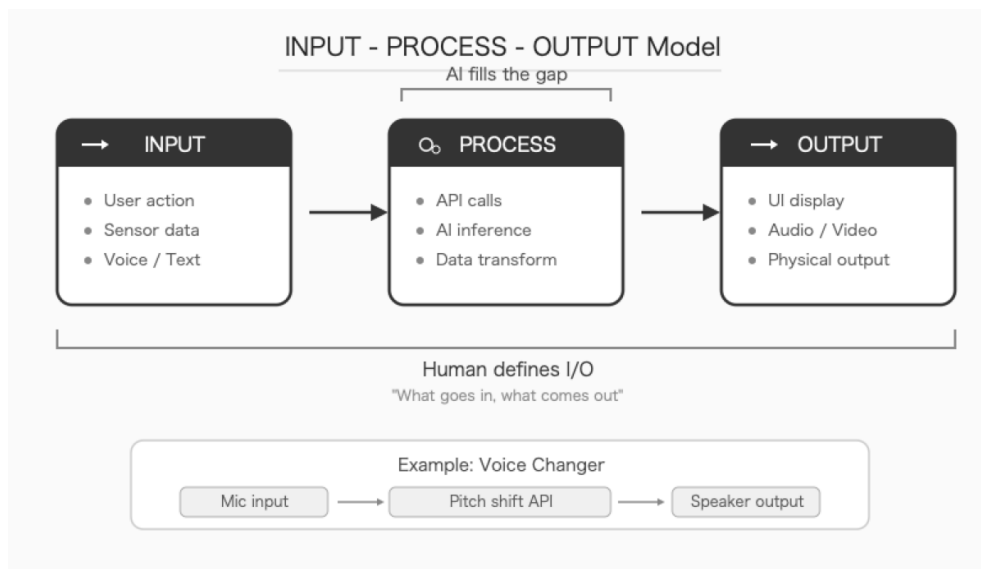 INPUT - PROCESS - OUTPUT Model
AI fills the gap
INPUT
User action
Sensor data
Voice / Text
PROCESS
API calls
AI inference
Data transform
OUTPUT
UI display
Audio / Video
Physical output
Human defines I/O
"What goes in, what comes out"
Example: Voice Changer
Mic input
Pitch shift API
Speaker output